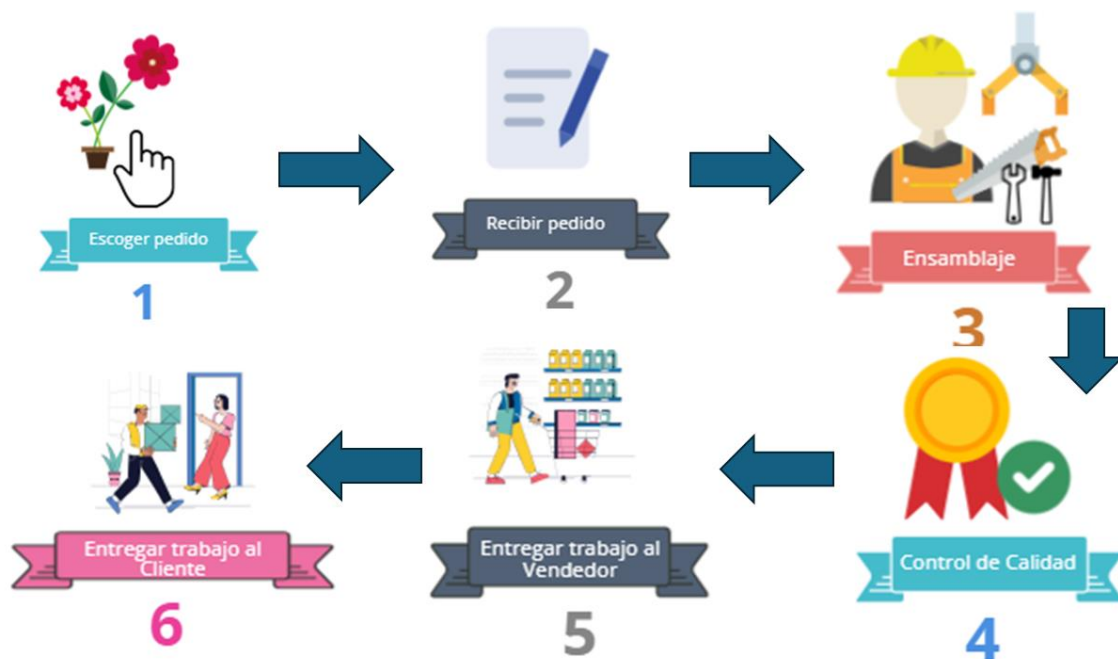 Escoger pedido
1
Recibir pedido
2
Ensamblaje
3
Control de Calidad
4
Entregar trabajo al
Vendedor
5
Entregar trabajo al
Cliente
6